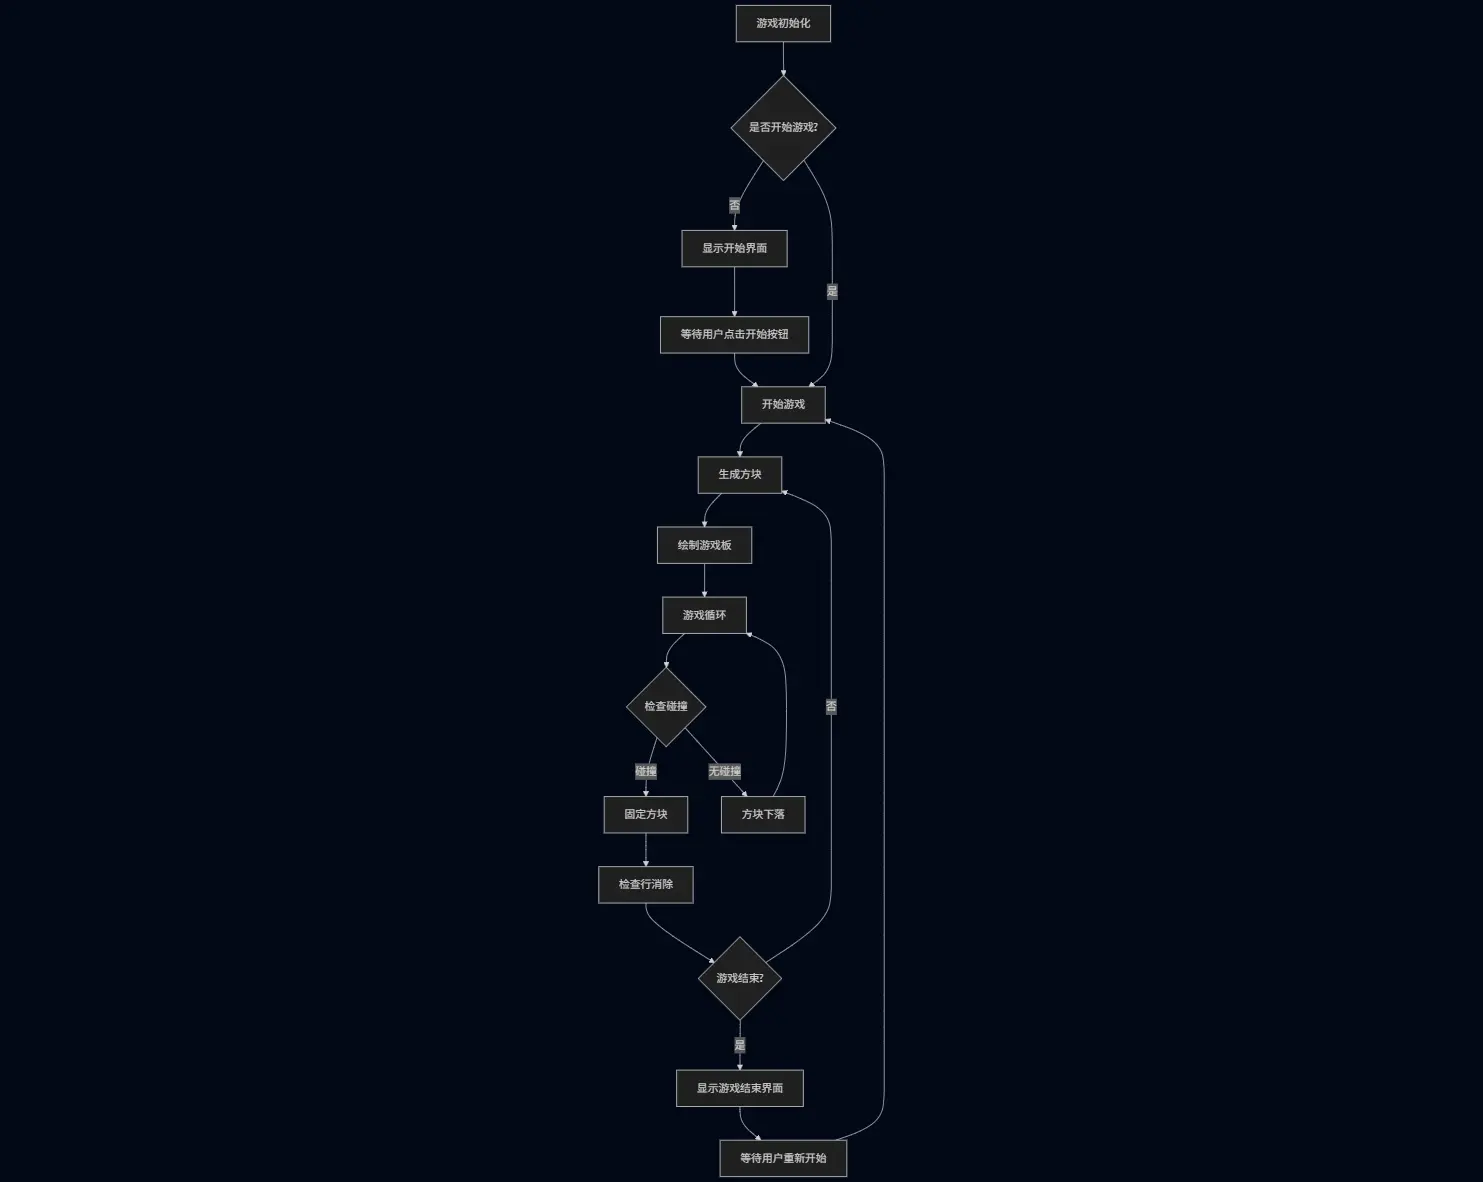 游戏初始化
是否开始游戏?
否
显示开始界面
是
等待用户点击开始按钮
开始游戏
生成方块
绘制游戏板
游戏循环
检查碰撞
否
碰撞
无碰撞
固定方块
方块下落
检查行消除
游戏结束?
是
显示游戏结束界面
等待用户重新开始